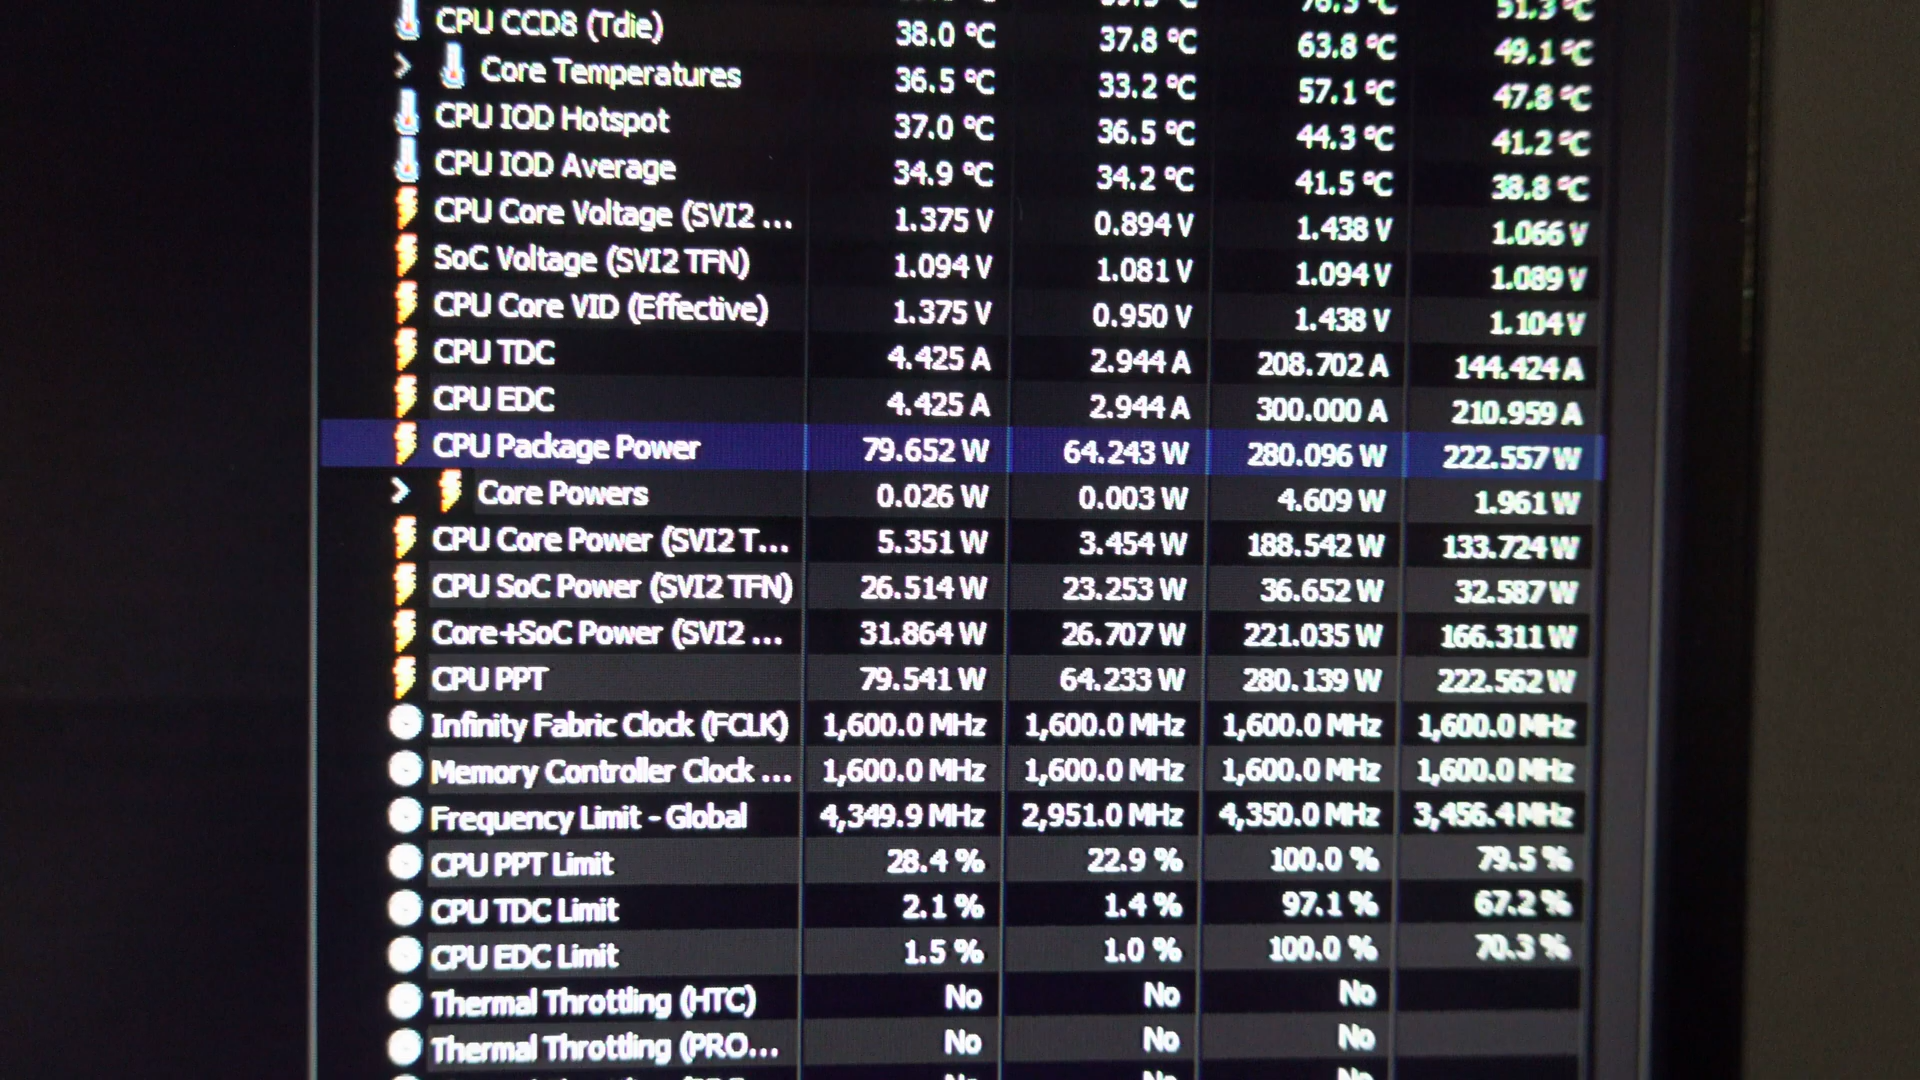 CPU CCD8 (Tdie) 38.0 °C 37.8 °C 63.8 °C 49.1 °C
Core Temperatures 36.5 °C 33.2 °C 57.1 °C 47.8 °C
CPU IOD Hotspot 37.0 °C 36.5 °C 44.3 °C 41.2 °C
CPU IOD Average 34.9 °C 34.2 °C 41.5 °C 38.8 °C
CPU Core Voltage (SVI2 ... 1.375 V 0.894 V 1.438 V 1.066 V
SoC Voltage (SVI2 TFN) 1.094 V 1.081 V 1.094 V 1.089 V
CPU Core VID (Effective) 1.375 V 0.950 V 1.438 V 1.104 V
CPU TDC 4.425 A 2.944 A 208.702 A 144.424 A
CPU EDC 4.425 A 2.944 A 300.000 A 210.959 A
CPU Package Power 79.652 W 64.243 W 280.096 W 222.557 W
Core Powers 0.026 W 0.003 W 4.609 W 1.961 W
CPU Core Power (SVI2 T... 5.351 W 3.454 W 188.542 W 133.724 W
CPU SoC Power (SVI2 TFN) 26.514 W 23.253 W 36.652 W 32.587 W
Core+SoC Power (SVI2 ... 31.864 W 26.707 W 221.035 W 166.311 W
CPU PPT 79.541 W 64.233 W 280.139 W 222.562 W
Infinity Fabric Clock (FCLK) 1,600.0 MHz 1,600.0 MHz 1,600.0 MHz 1,600.0 MHz
Memory Controller Clock ... 1,600.0 MHz 1,600.0 MHz 1,600.0 MHz 1,600.0 MHz
Frequency Limit - Global 4,349.9 MHz 2,951.0 MHz 4,350.0 MHz 3,456.4 MHz
CPU PPT Limit 28.4 % 22.9 % 100.0 % 79.5 %
CPU TDC Limit 2.1 % 1.4 % 97.1 % 67.2 %
CPU EDC Limit 1.5 % 1.0 % 100.0 % 70.3 %
Thermal Throttling (HTC) No No No
Thermal Throttling (PRO... No No No